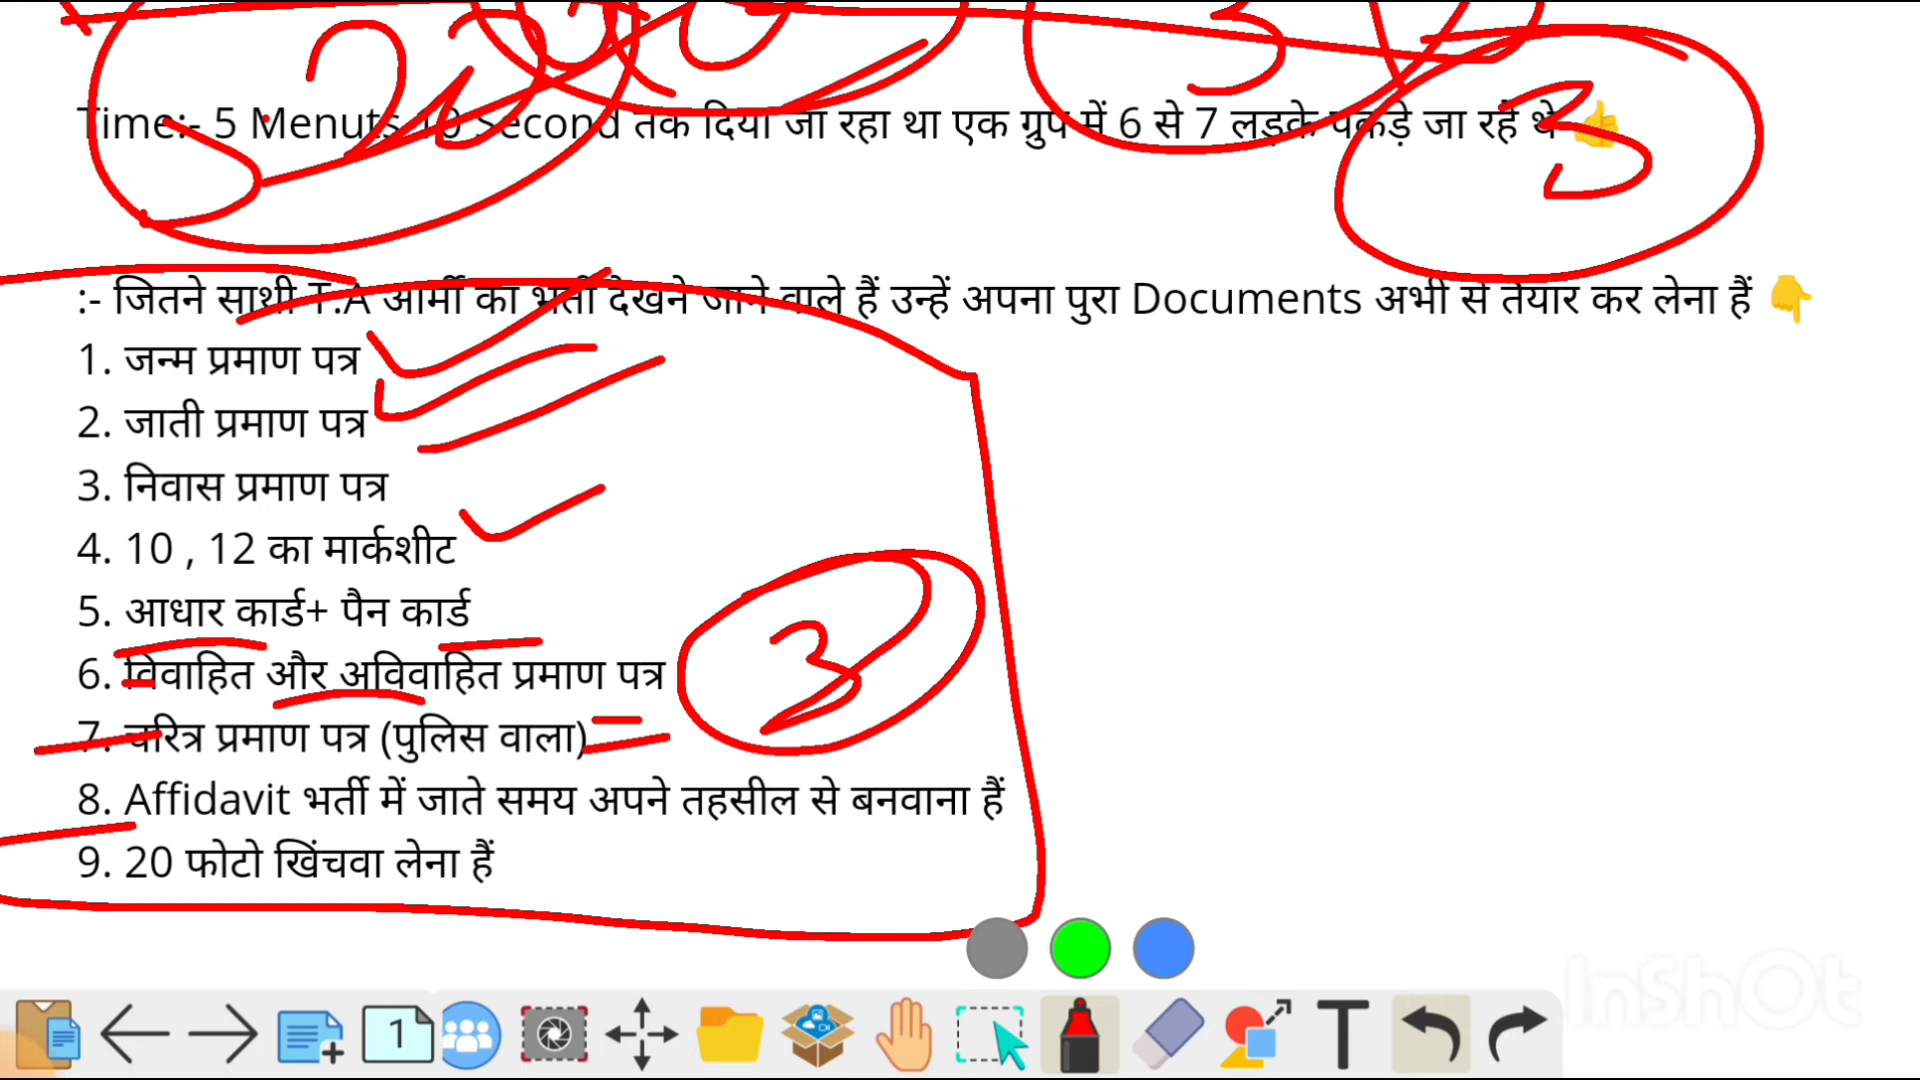 Time:- 5 Menuts 10 Second तक दिया जा रहा था एक ग्रुप में 6 से 7 लड़के पकड़े जा रहे थे 👍
:- जितने साथी T.A आर्मी का भर्ती देखने जाने वाले हैं उन्हें अपना पुरा Documents अभी से तैयार कर लेना हैं 👇
1. जन्म प्रमाण पत्र
2. जाती प्रमाण पत्र
3. निवास प्रमाण पत्र
4. 10 , 12 का मार्कशीट
5. आधार कार्ड+ पैन कार्ड
6. विवाहित और अविवाहित प्रमाण पत्र
3
7. चरित्र प्रमाण पत्र (पुलिस वाला)
8. Affidavit भर्ती में जाते समय अपने तहसील से बनवाना हैं
9. 20 फोटो खिंचवा लेना हैं
InShOt
1
T